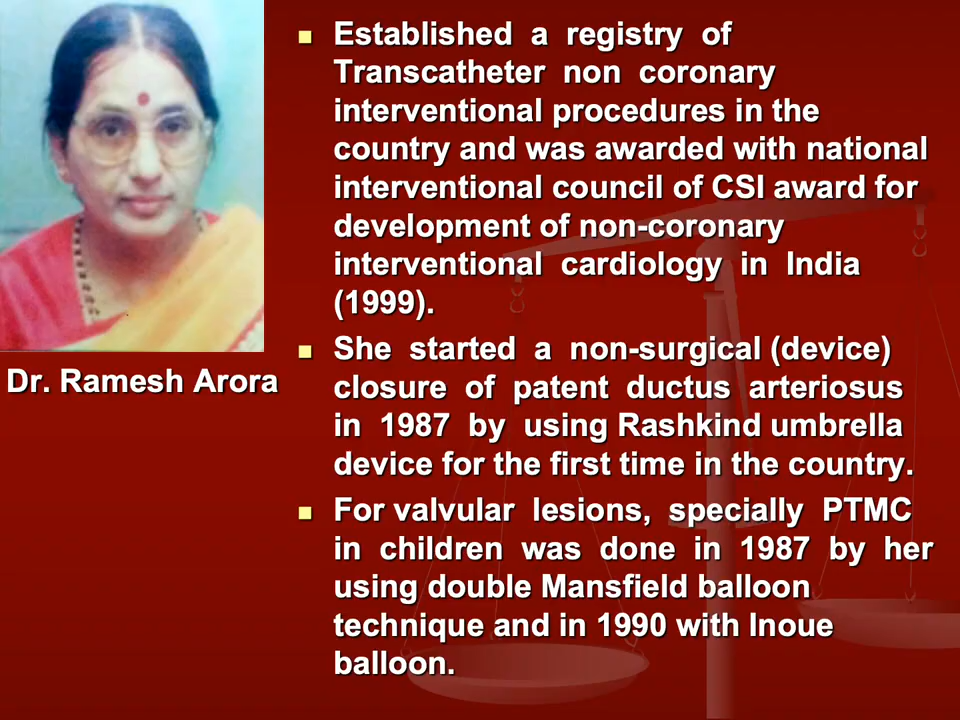 Established a registry of
Transcatheter non coronary
interventional procedures in the
country and was awarded with national
interventional council of CSI award for
development of non-coronary
interventional cardiology in India
(1999).
She started a non-surgical (device)
closure of patent ductus arteriosus
in 1987 by using Rashkind umbrella
device for the first time in the country.
For valvular lesions, specially PTMC
in children was done in 1987 by her
using double Mansfield balloon
technique and in 1990 with Inoue
balloon.
Dr. Ramesh Arora